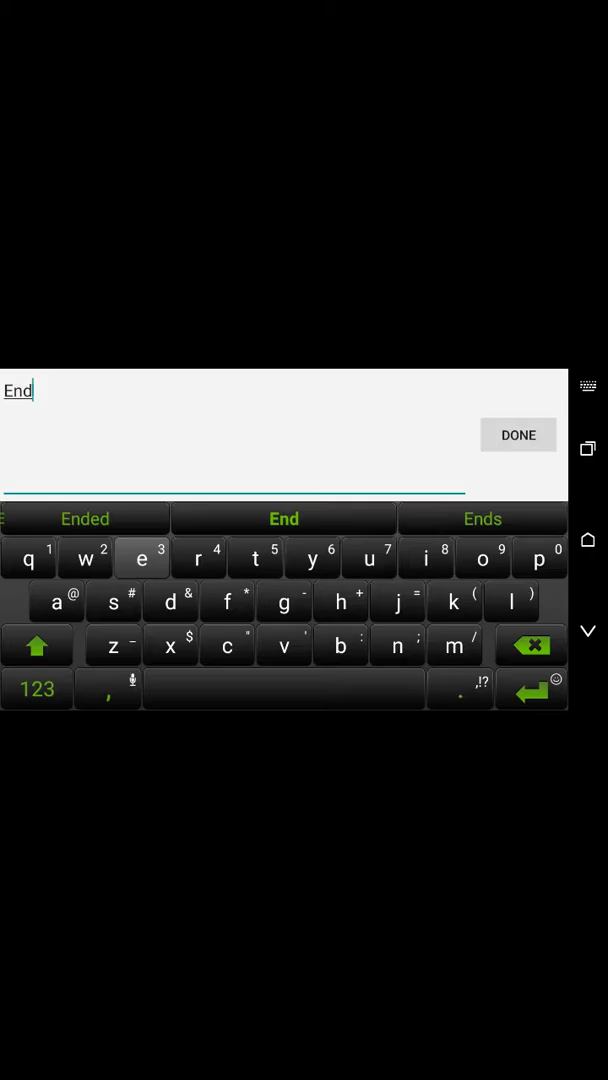 End
DONE
E Ended End Ends
q 1 w 2 e 3 r 4 t 5 y 6 u 7 i 8 o 9 p 0
a @ s # d & f * g - h + j = k ( l )
z _ x $ c " v ' b : n ; m /
123 , . ,!?